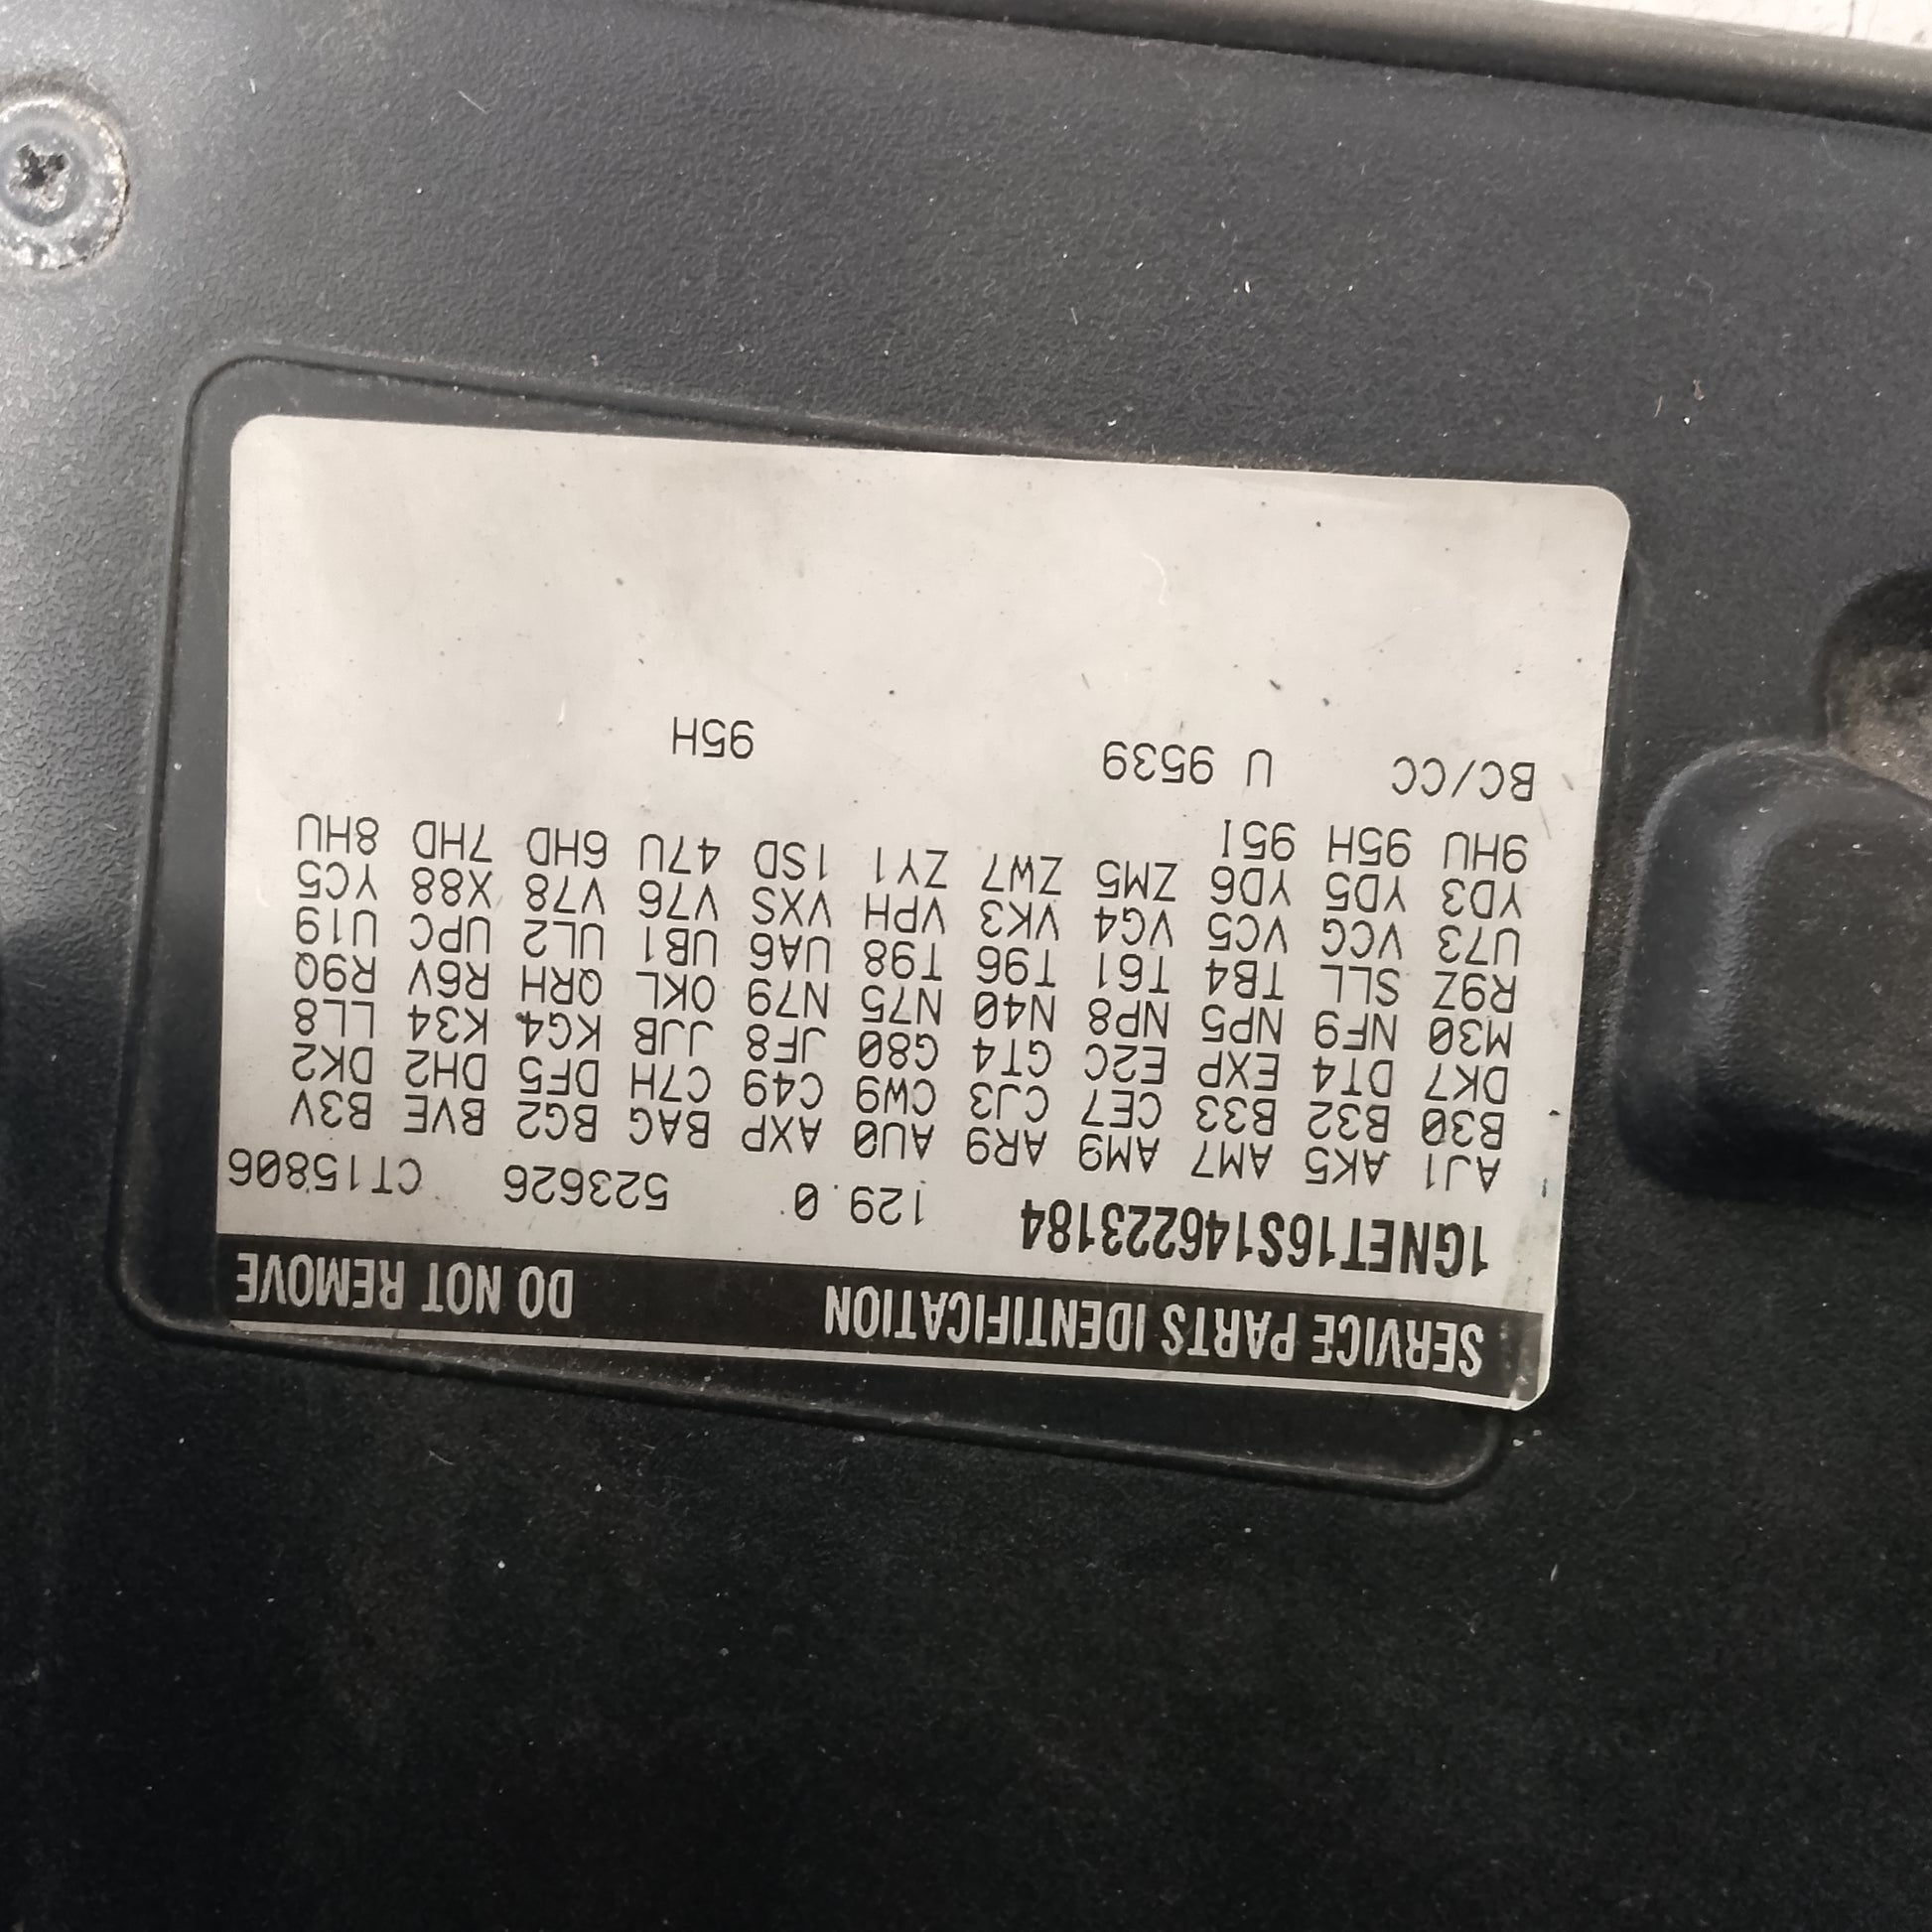 SERVICE PARTS IDENTIFICATION DO NOT REMOVE
1GNET16S146223184 129.0 523626 CT15806
AJ1 AK5 AM7 AM9 AR9 AU0 AXP BAG BG2 BVE B3V
B30 B32 B33 CE7 CJ3 CW9 C49 C7H DF5 DH2 DK2
DK7 DT4 EXP E2C GT4 G80 JF8 JJB KG4 K34 LL8
M30 NF9 NP5 NP8 N40 N75 N79 OKL QRH R6V R9Q
R9Z SLL TB4 T61 T96 T98 UA6 UB1 UL2 UPC U19
U73 VCG VC5 VG4 VK3 VPH VXS V76 V78 X88 YC5
YD3 YD5 YD6 ZM5 ZW7 ZY1 1SD 47U 6HD 7HD 8HU
9HU 95H 95I
BC/CC U 9539 95H